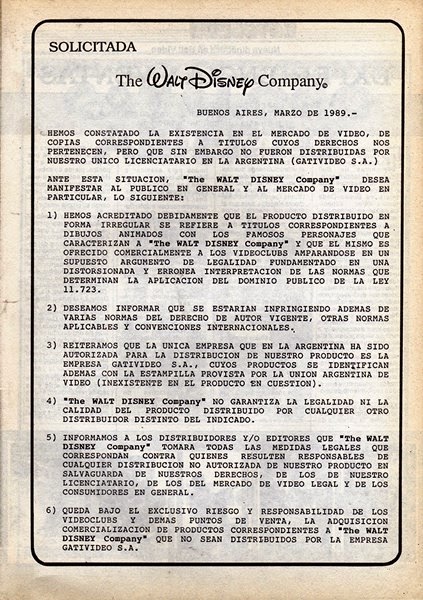 SOLICITADA
The WALT DISNEY Company.
BUENOS AIRES, MARZO DE 1989.-
HEMOS CONSTATADO LA EXISTENCIA EN EL MERCADO DE VIDEO, DE
COPIAS CORRESPONDIENTES A TITULOS CUYOS DERECHOS NOS
PERTENECEN, PERO QUE SIN EMBARGO NO FUERON DISTRIBUIDAS POR
NUESTRO UNICO LICENCIATARIO EN LA ARGENTINA (GATIVIDEO S.A.)
ANTE ESTA SITUACION, "The WALT DISNEY Company" DESEA
MANIFESTAR AL PUBLICO EN GENERAL Y AL MERCADO DE VIDEO EN
PARTICULAR, LO SIGUIENTE:
1) HEMOS ACREDITADO DEBIDAMENTE QUE EL PRODUCTO DISTRIBUIDO EN
FORMA IRREGULAR SE REFIERE A TITULOS CORRESPONDIENTES A
DIBUJOS ANIMADOS CON LOS FAMOSOS PERSONAJES QUE
CARACTERIZAN A "The WALT DISNEY Company" Y QUE EL MISMO ES
OFRECIDO COMERCIALMENTE A LOS VIDEOCLUBS AMPARANDOSE EN UN
SUPUESTO ARGUMENTO DE LEGALIDAD FUNDAMENTADO EN UNA
DISTORSIONADA Y ERRONEA INTERPRETACION DE LAS NORMAS QUE
DETERMINAN LA APLICACION DEL DOMINIO PUBLICO DE LA LEY
11.723.
2) DESEAMOS INFORMAR QUE SE ESTARIAN INFRINGIENDO ADEMAS DE
VARIAS NORMAS DEL DERECHO DE AUTOR VIGENTE, OTRAS NORMAS
APLICABLES Y CONVENCIONES INTERNACIONALES.
3) REITERAMOS QUE LA UNICA EMPRESA QUE EN LA ARGENTINA HA SIDO
AUTORIZADA PARA LA DISTRIBUCION DE NUESTRO PRODUCTO ES LA
EMPRESA GATIVIDEO S.A., CUYOS PRODUCTOS SE IDENTIFICAN
ADEMAS CON LA ESTAMPILLA PROVISTA POR LA UNION ARGENTINA DE
VIDEO (INEXISTENTE EN EL PRODUCTO EN CUESTION).
4) "The WALT DISNEY Company" NO GARANTIZA LA LEGALIDAD NI LA
CALIDAD DEL PRODUCTO DISTRIBUIDO POR CUALQUIER OTRO
DISTRIBUIDOR DISTINTO DEL INDICADO.
5) INFORMAMOS A LOS DISTRIBUIDORES Y/O EDITORES QUE "The WALT
DISNEY Company" TOMARA TODAS LAS MEDIDAS LEGALES QUE
CORRESPONDAN CONTRA QUIENES RESULTEN RESPONSABLES DE
CUALQUIER DISTRIBUCION NO AUTORIZADA DE NUESTRO PRODUCTO EN
SALVAGUARDA DE NUESTROS DERECHOS, DE LOS DE NUESTRO
LICENCIATARIO, DE LOS DEL MERCADO DE VIDEO LEGAL Y DE LOS
CONSUMIDORES EN GENERAL.
6) QUEDA BAJO EL EXCLUSIVO RIESGO Y RESPONSABILIDAD DE LOS
VIDEOCLUBS Y DEMAS PUNTOS DE VENTA, LA ADQUISICION
COMERCIALIZACION DE PRODUCTOS CORRESPONDIENTES A "The WALT
DISNEY Company" QUE NO SEAN DISTRIBUIDOS POR LA EMPRESA
GATIVIDEO S.A.